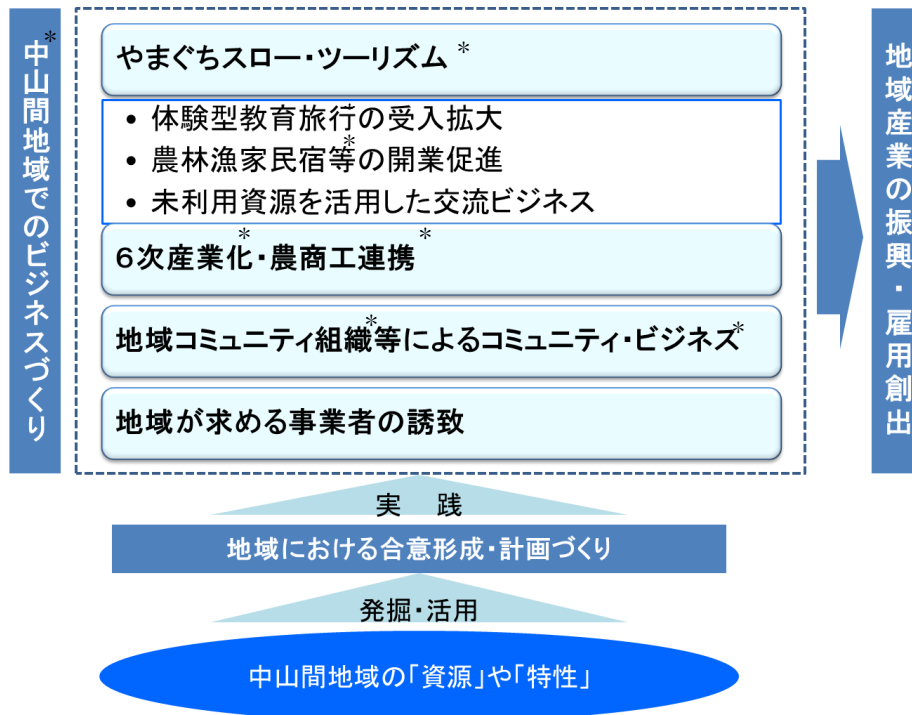 中山間地域でのビジネスづくり*
やまぐちスロー・ツーリズム*
• 体験型教育旅行の受入拡大
• 農林漁家民宿等*の開業促進
• 未利用資源を活用した交流ビジネス
6次産業化*・農商工連携*
地域コミュニティ組織*等によるコミュニティ・ビジネス*
地域が求める事業者の誘致
地域産業の振興・雇用創出
実 践
地域における合意形成・計画づくり
発掘・活用
中山間地域の「資源」や「特性」